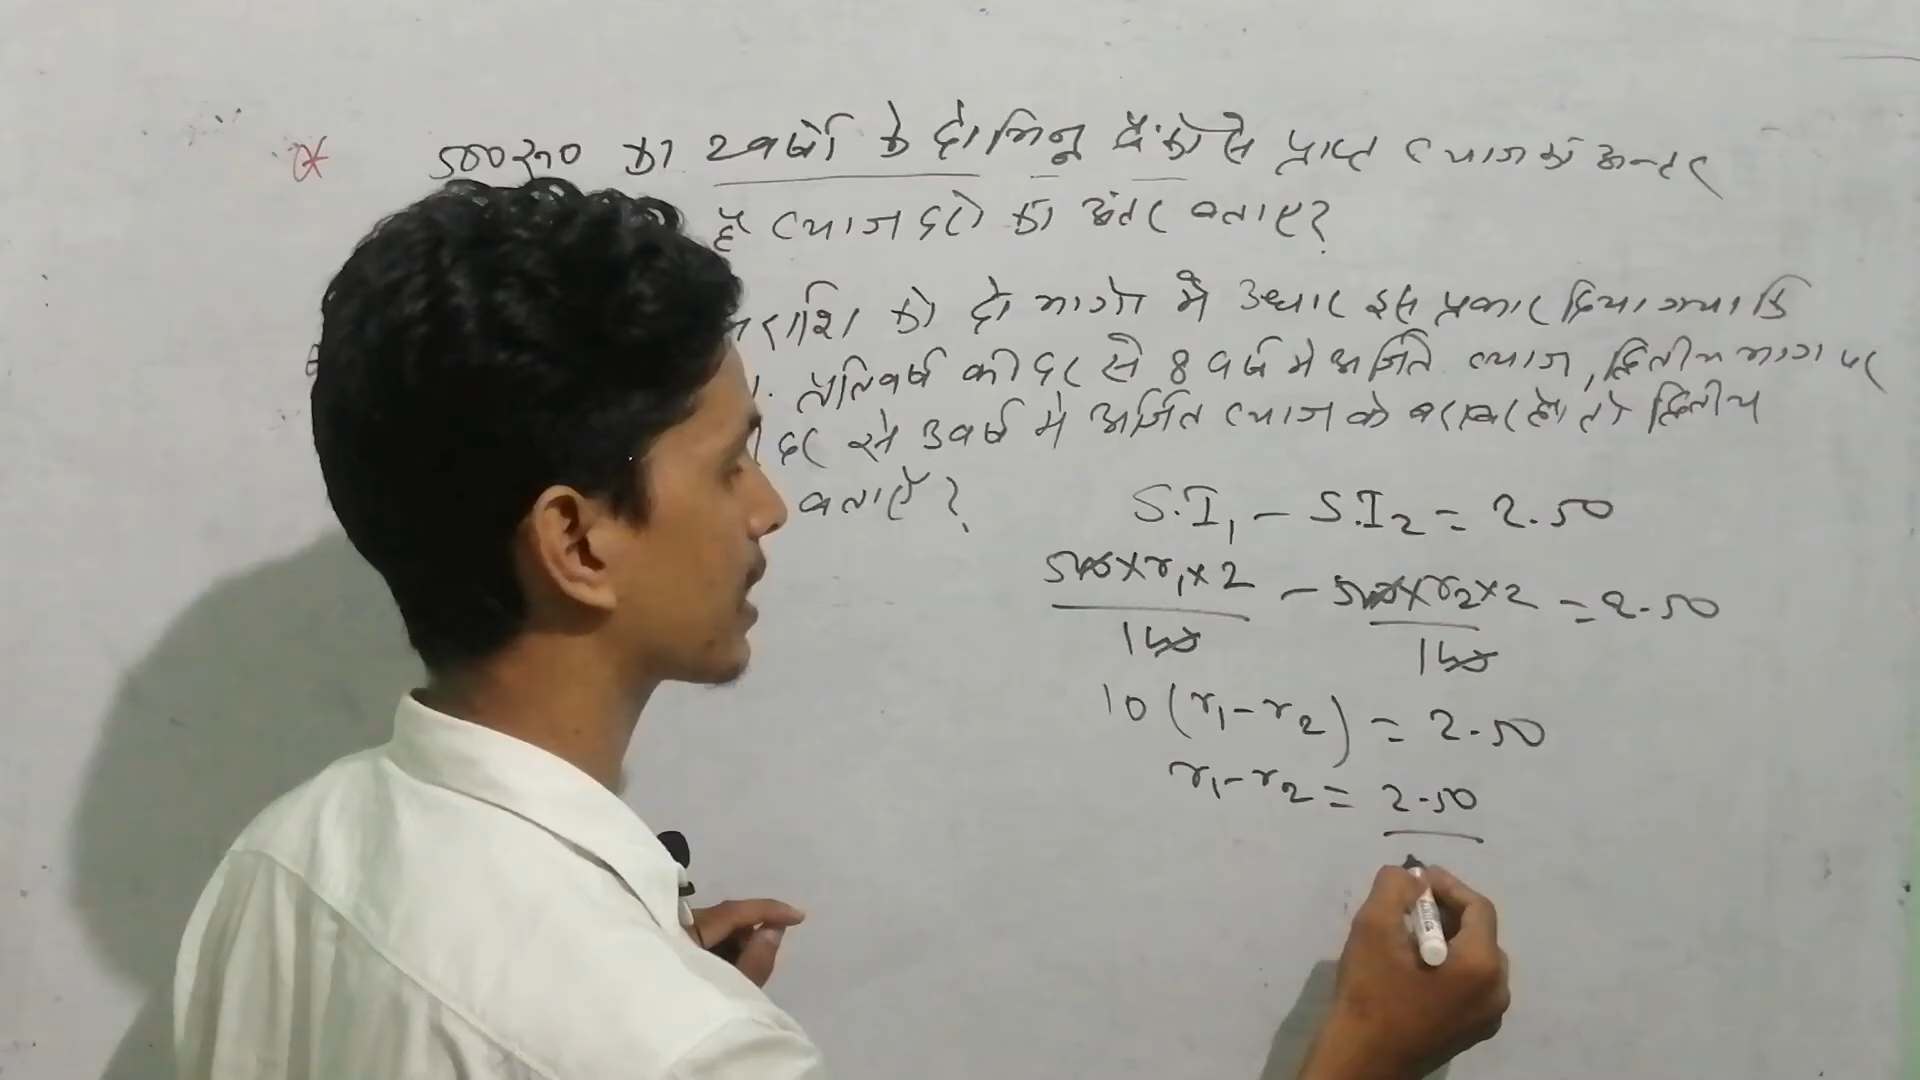 500रु० का 2 वर्षो के दो भिन्न बैंको से प्राप्त ब्याज का अन्तर
है ब्याज दरो का अंतर बताए?
राशि को दो भागो में उधार इस प्रकार दिया गया कि
प्रतिवर्ष की दर से 8 वर्ष मे अर्जित ब्याज, द्वितीय भाग पर
दर से 3 वर्ष मे अर्जित ब्याज के बराबर हो। तो द्वितीय
बताऐं?
S.I₁ - S.I₂ = 2.50
500×r₁×2/100 - 500×r₂×2/100 = 2.50
10(r₁-r₂) = 2.50
r₁-r₂ = 2.50